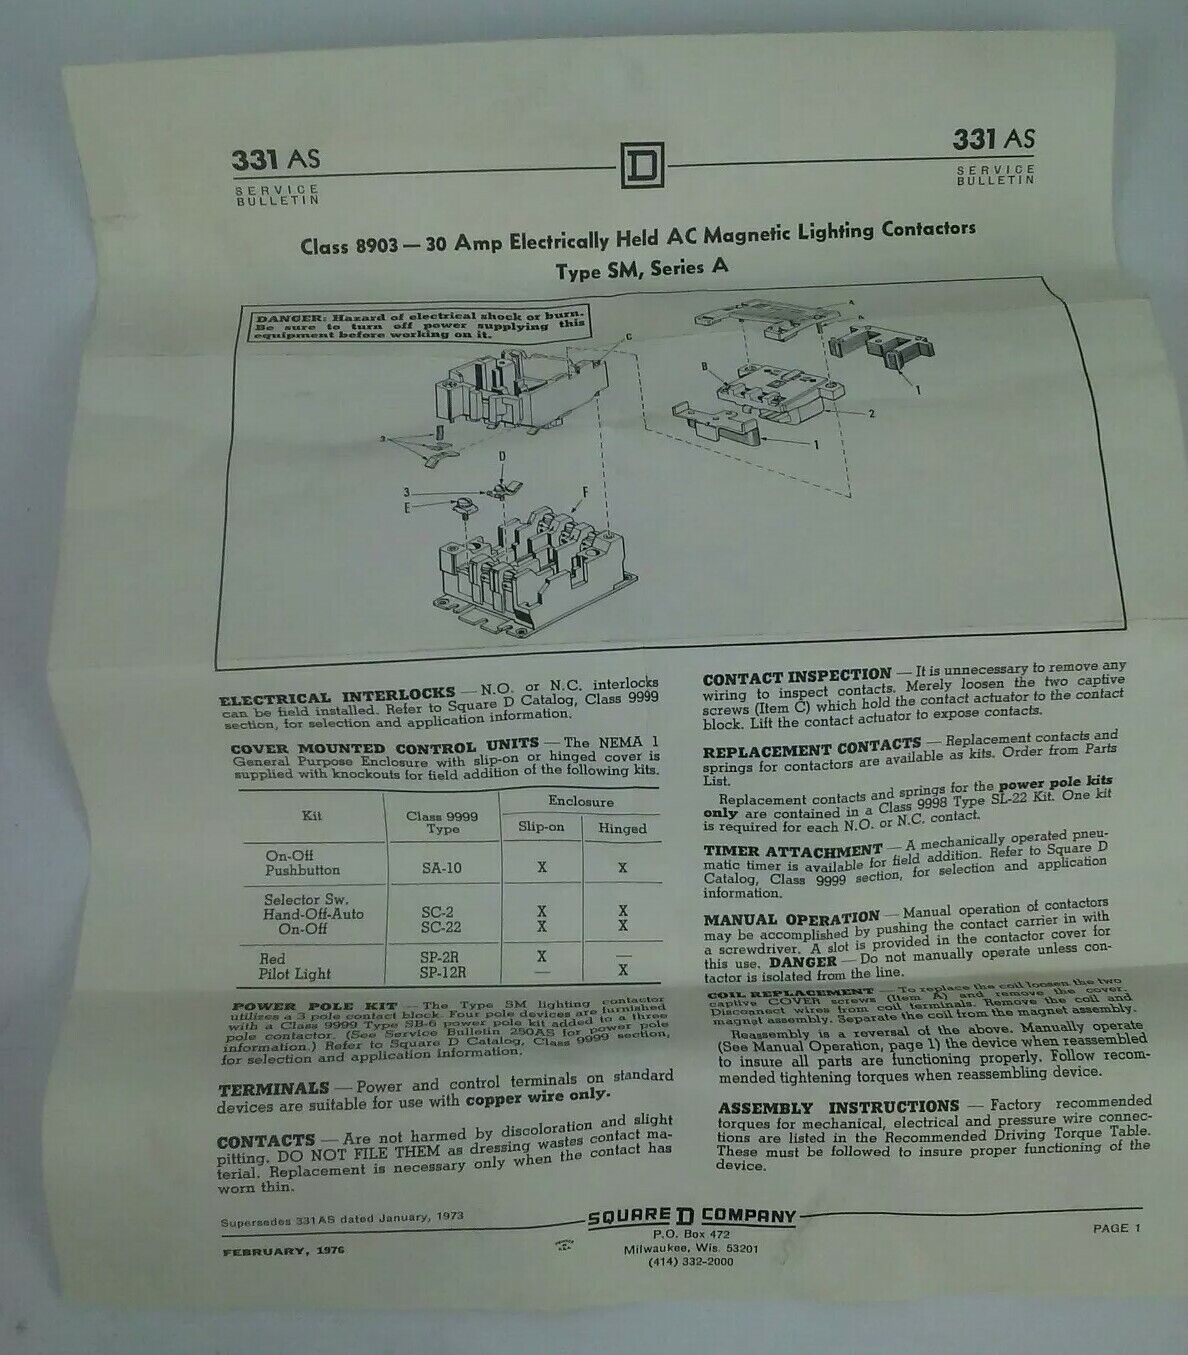 331 AS
SERVICE
BULLETIN
D
331 AS
SERVICE
BULLETIN
Class 8903 — 30 Amp Electrically Held AC Magnetic Lighting Contactors
Type SM, Series A
DANGER: Hazard of electrical shock or burn.
Be sure to turn off power supplying this
equipment before working on it.
C
A
A
1
B
2
1
3
D
3
E
F
ELECTRICAL INTERLOCKS — N.O. or N.C. interlocks
can be field installed. Refer to Square D Catalog, Class 9999
section, for selection and application information.
COVER MOUNTED CONTROL UNITS — The NEMA 1
General Purpose Enclosure with slip-on or hinged cover is
supplied with knockouts for field addition of the following kits.
Kit Class 9999 Type Enclosure
Slip-on Hinged
On-Off
Pushbutton SA-10 X X
Selector Sw.
Hand-Off-Auto SC-2 X X
On-Off SC-22 X X
Red SP-2R X —
Pilot Light SP-12R — X
POWER POLE KIT — The Type SM lighting contactor
utilizes a 3 pole contact block. Four pole devices are furnished
with a Class 9999 Type SB-6 power pole kit added to a three
pole contactor. (See Service Bulletin 250AS for power pole
information.) Refer to Square D Catalog, Class 9999 section,
for selection and application information.
TERMINALS — Power and control terminals on standard
devices are suitable for use with copper wire only.
CONTACTS — Are not harmed by discoloration and slight
pitting. DO NOT FILE THEM as dressing wastes contact ma-
terial. Replacement is necessary only when the contact has
worn thin.
CONTACT INSPECTION — It is unnecessary to remove any
wiring to inspect contacts. Merely loosen the two captive
screws (Item C) which hold the contact actuator to the contact
block. Lift the contact actuator to expose contacts.
REPLACEMENT CONTACTS — Replacement contacts and
springs for contactors are available as kits. Order from Parts
List.
Replacement contacts and springs for the power pole kits
only are contained in a Class 9998 Type SL-22 Kit. One kit
is required for each N.O. or N.C. contact.
TIMER ATTACHMENT — A mechanically operated pneu-
matic timer is available for field addition. Refer to Square D
Catalog, Class 9999 section, for selection and application
information.
MANUAL OPERATION — Manual operation of contactors
may be accomplished by pushing the contact carrier in with
a screwdriver. A slot is provided in the contactor cover for
this use. DANGER — Do not manually operate unless con-
tactor is isolated from the line.
COIL REPLACEMENT — To replace the coil loosen the two
captive COVER screws (Item A) and remove the cover.
Disconnect wires from coil terminals. Remove the coil and
magnet assembly. Separate the coil from the magnet assembly.
Reassembly is a reversal of the above. Manually operate
(See Manual Operation, page 1) the device when reassembled
to insure all parts are functioning properly. Follow recom-
mended tightening torques when reassembling device.
ASSEMBLY INSTRUCTIONS — Factory recommended
torques for mechanical, electrical and pressure wire connec-
tions are listed in the Recommended Driving Torque Table.
These must be followed to insure proper functioning of the
device.
Supersedes 331AS dated January, 1973
FEBRUARY, 1976
SQUARE D COMPANY
P.O. Box 472
Milwaukee, Wis. 53201
(414) 332-2000
PAGE 1